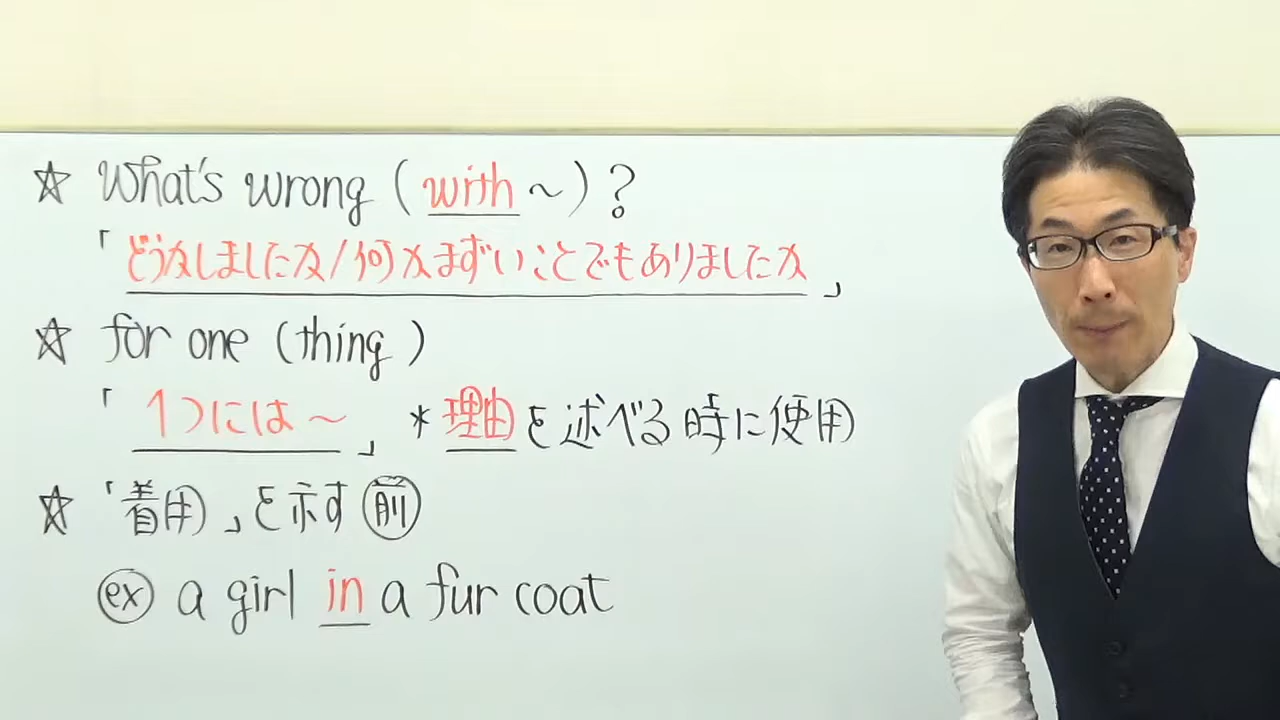 ☆ What's wrong (with ~)?
「どうかしましたか/何かまずいことでもありましたか」
☆ for one (thing)
「1つには~」 *理由を述べる時に使用
☆「着用」を示す前
ex a girl in a fur coat